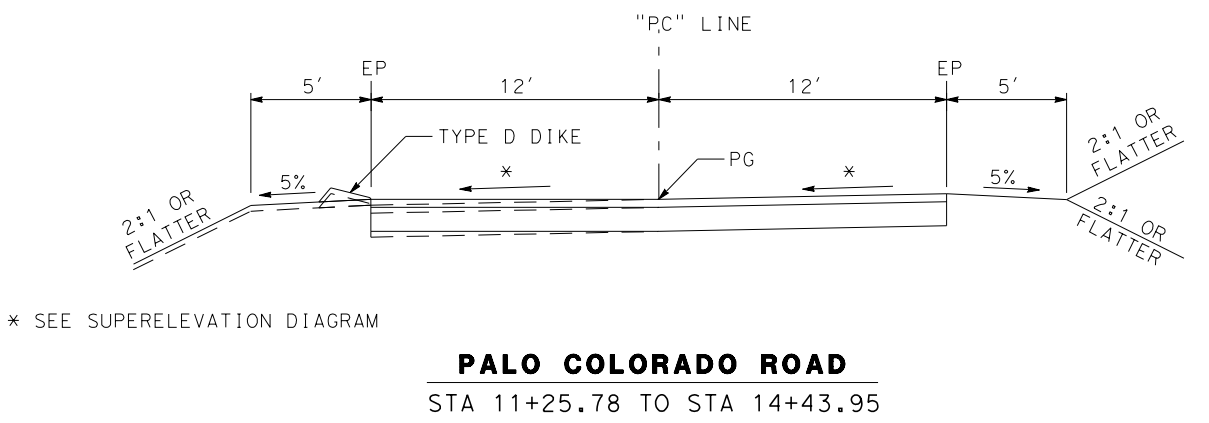 "PC" LINE
EP
EP
5'
12'
12'
5'
TYPE D DIKE
PG
2:1 OR
FLATTER
5%
*
*
5%
2:1 OR
FLATTER
2:1 OR
FLATTER
* SEE SUPERELEVATION DIAGRAM
PALO COLORADO ROAD
STA 11+25.78 TO STA 14+43.95